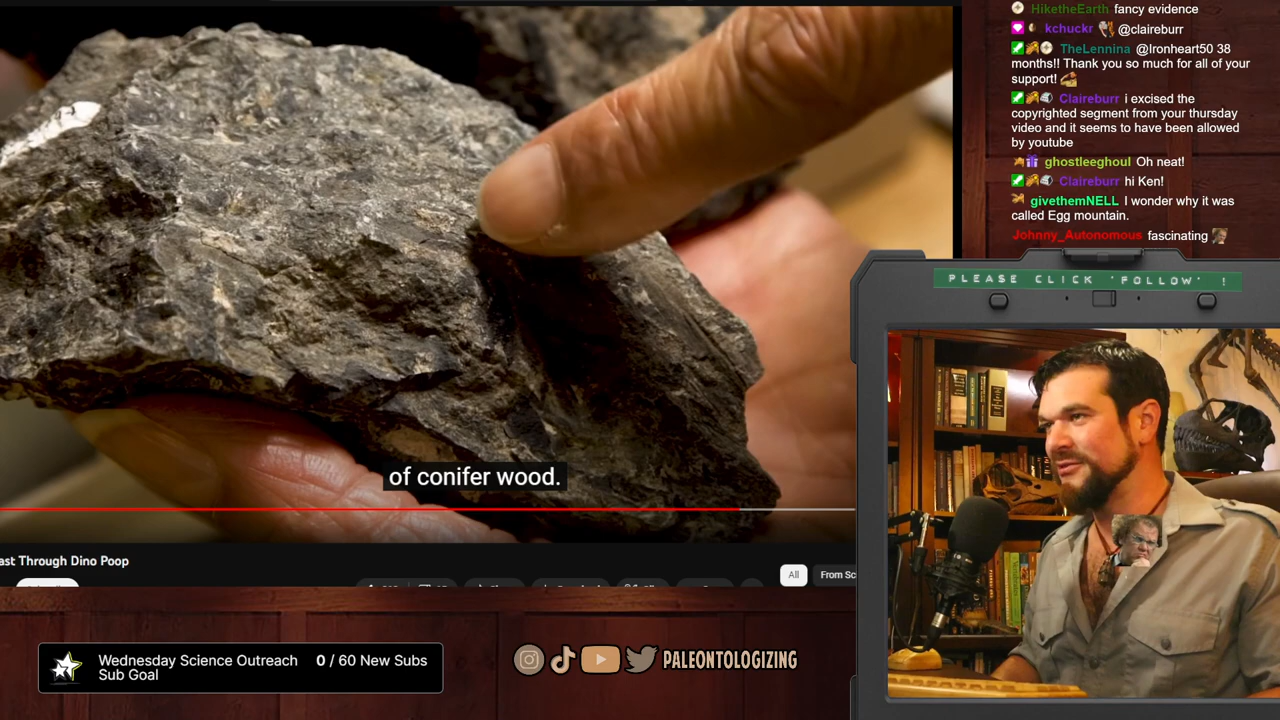 HiketheEarth fancy evidence
kchuckr @claireburr
TheLennina @Ironheart50 38
months!! Thank you so much for all of your
support!
Claireburr i excised the
copyrighted segment from your thursday
video and it seems to have been allowed
by youtube
ghostleeghoul Oh neat!
Claireburr hi Ken!
givethemNELL I wonder why it was
called Egg mountain.
Johnny_Autonomous fascinating
PLEASE CLICK "FOLLOW" !
of conifer wood.
ast Through Dino Poop
All
From Sc
Wednesday Science Outreach 0 / 60 New Subs
Sub Goal
PALEONTOLOGIZING